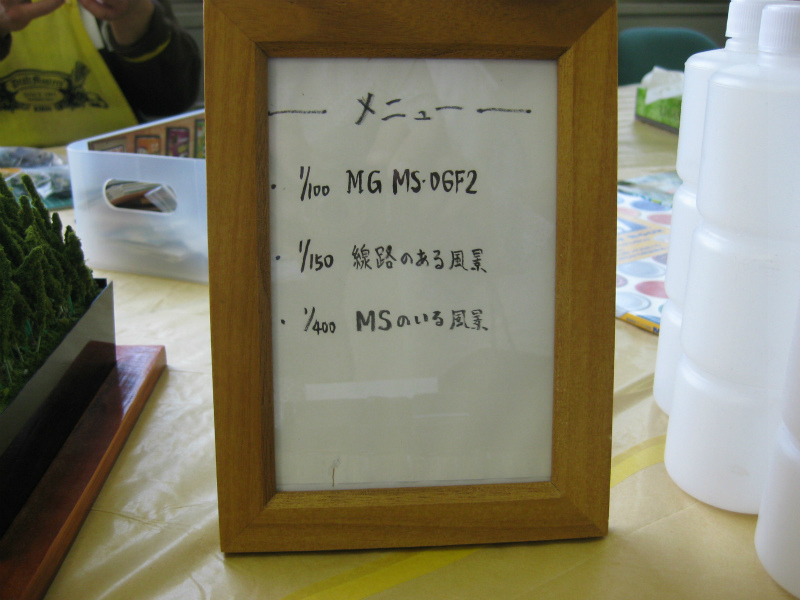 メニュー
・1/100 MG MS-06F2
・1/150 線路のある風景
・1/400 MSのいる風景